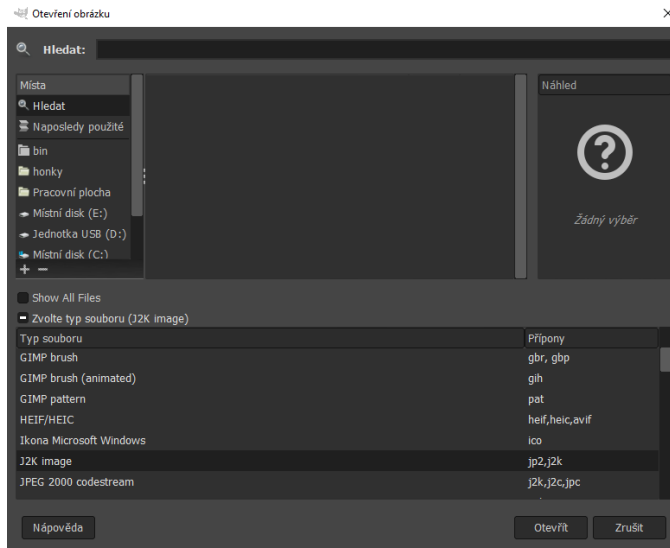 Otevření obrázku
Hledat:
Místa
Hledat
Naposledy použité
bin
honky
Pracovní plocha
Místní disk (E:)
Jednotka USB (D:)
Místní disk (C:)
Náhled
Žádný výběr
Show All Files
Zvolte typ souboru (J2K image)
Typ souboru Přípony
GIMP brush gbr, gbp
GIMP brush (animated) gih
GIMP pattern pat
HEIF/HEIC heif,heic,avif
Ikona Microsoft Windows ico
J2K image jp2,j2k
JPEG 2000 codestream j2k,j2c,jpc
Nápověda Otevřít Zrušit